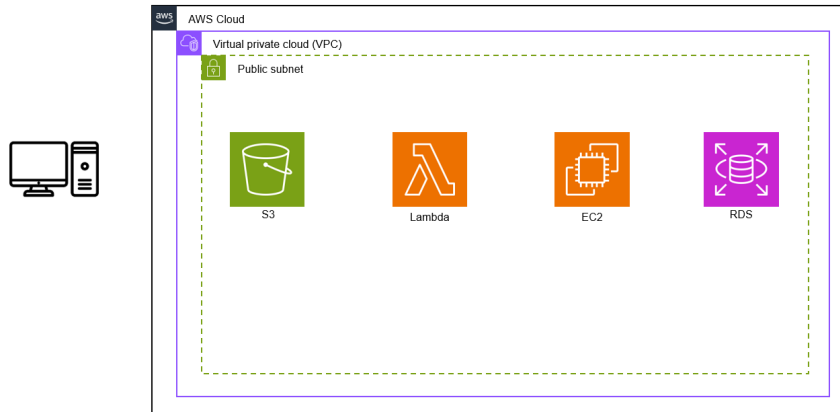 aws
AWS Cloud
Virtual private cloud (VPC)
Public subnet
S3
Lambda
EC2
RDS